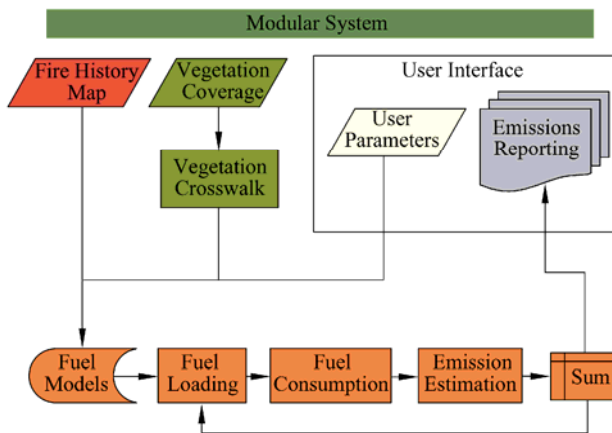 Modular System
Fire History
Map
Vegetation
Coverage
User Interface
User
Parameters
Emissions
Reporting
Vegetation
Crosswalk
Fuel
Models
Fuel
Loading
Fuel
Consumption
Emission
Estimation
Sum